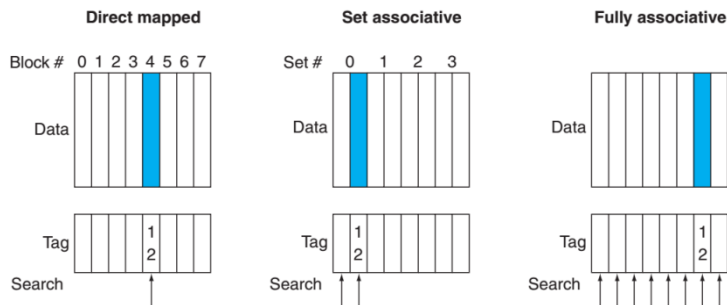 Direct mapped
Block # 0 1 2 3 4 5 6 7
Data
Tag
1
2
Search
Set associative
Set # 0 1 2 3
Data
Tag
1
2
Search
Fully associative
Data
Tag
1
2
Search